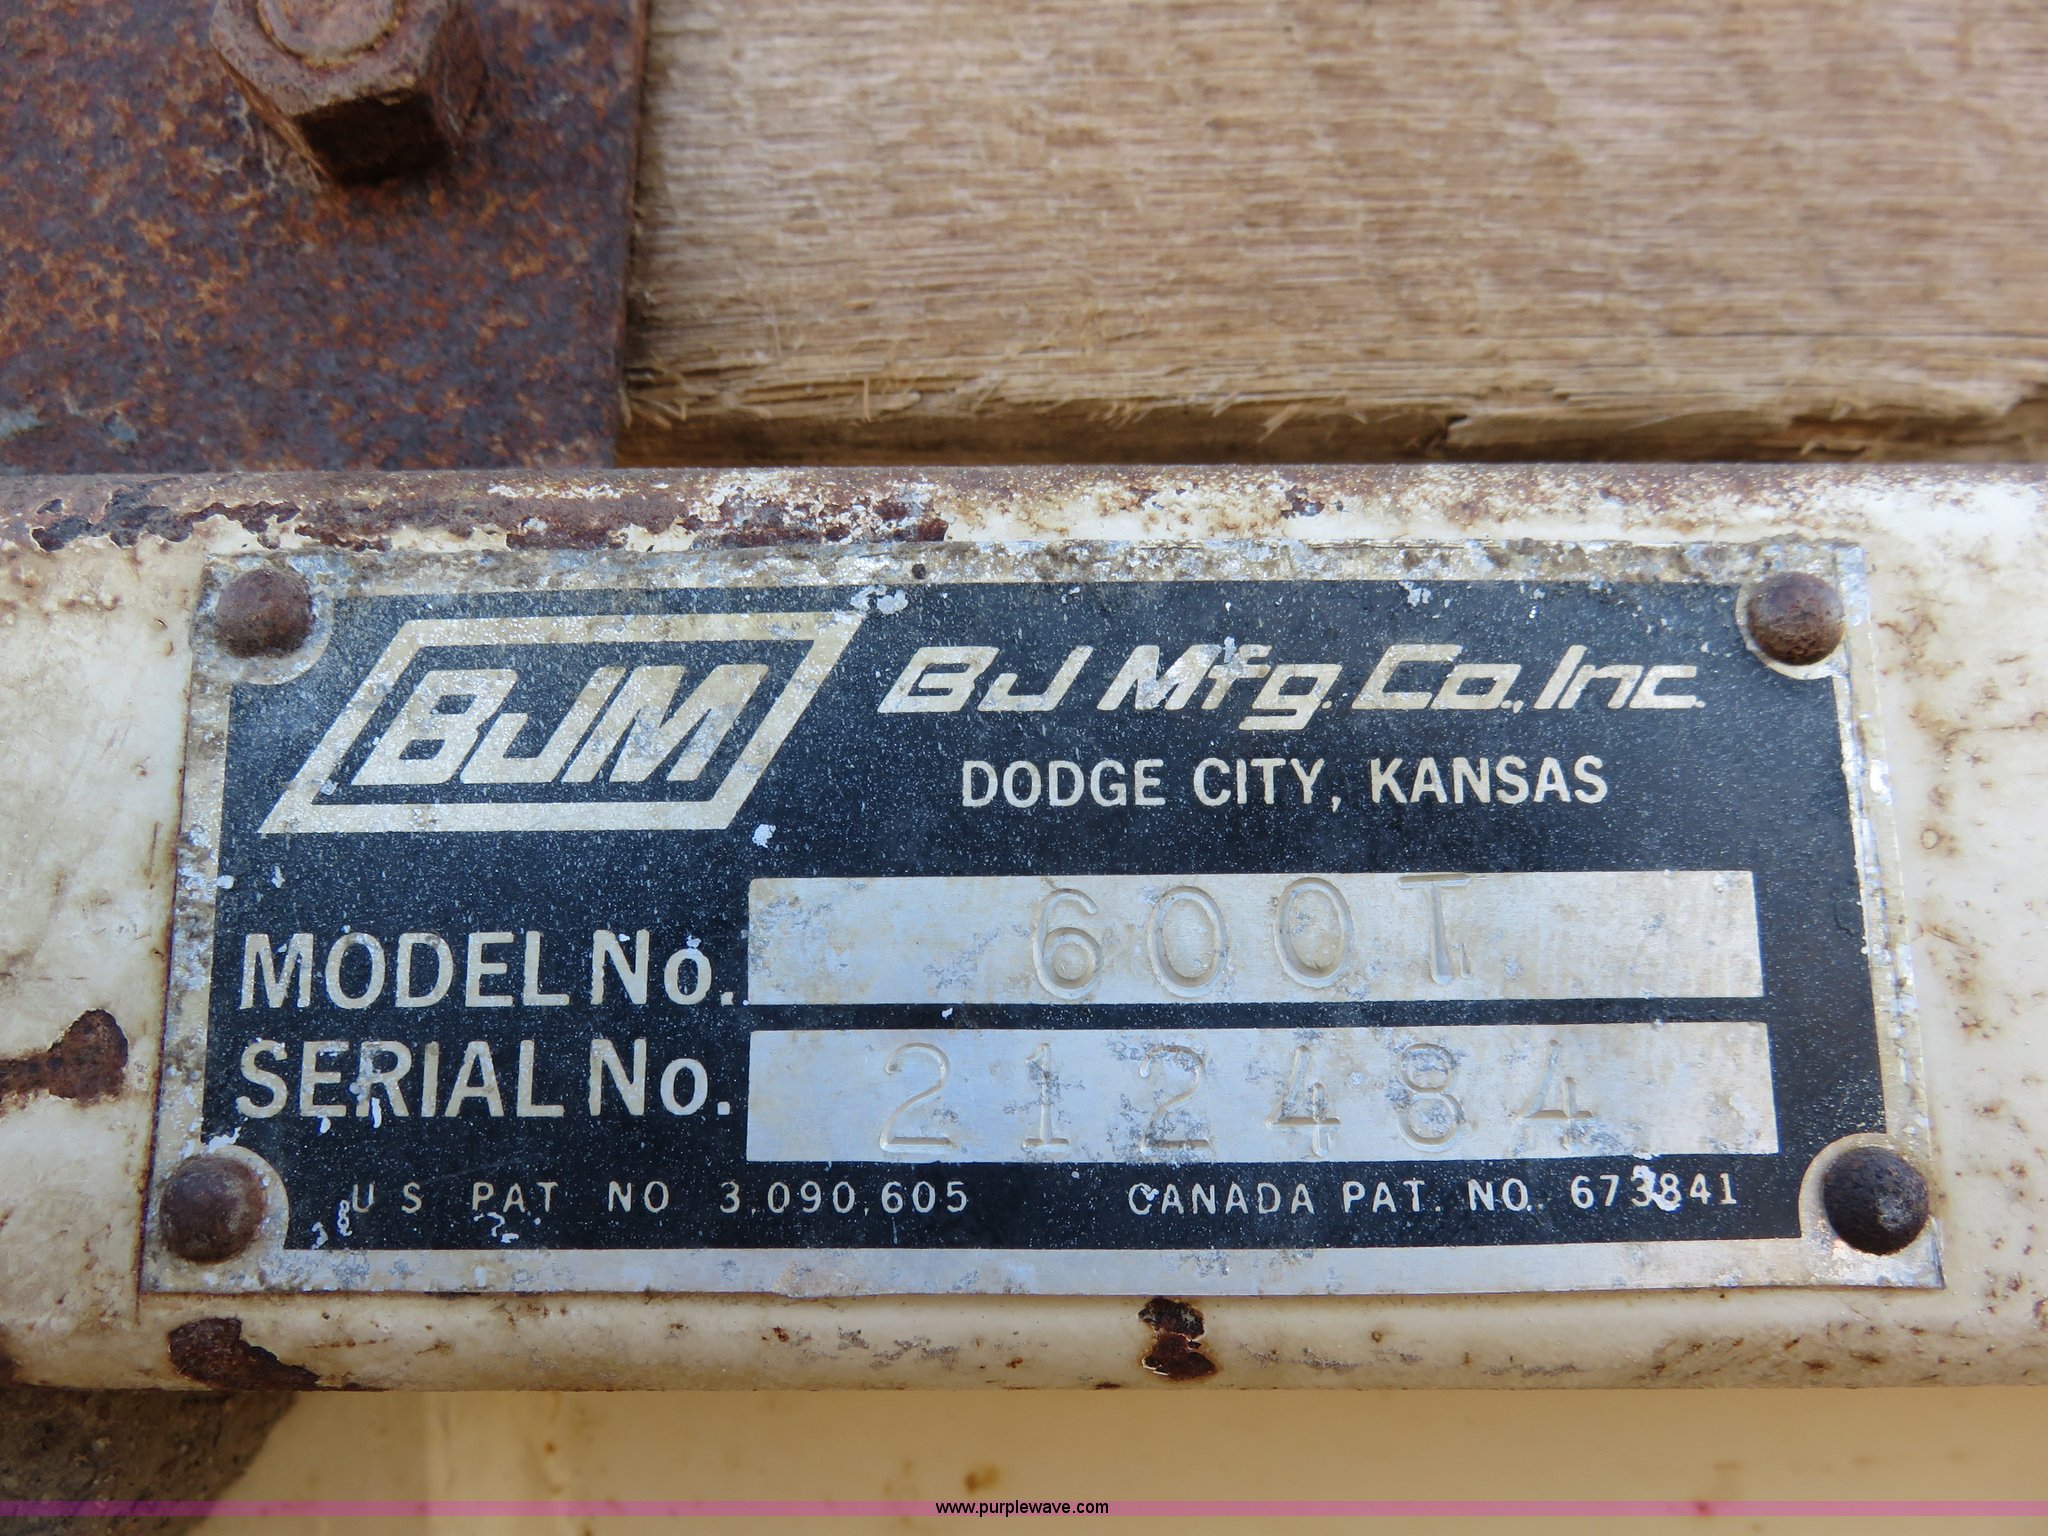 BJM
BJ Mfg. Co., Inc.
DODGE CITY, KANSAS
MODEL No. 600T
SERIAL No. 212484
U S PAT NO 3,090,605 CANADA PAT. NO. 673841
www.purplewave.com